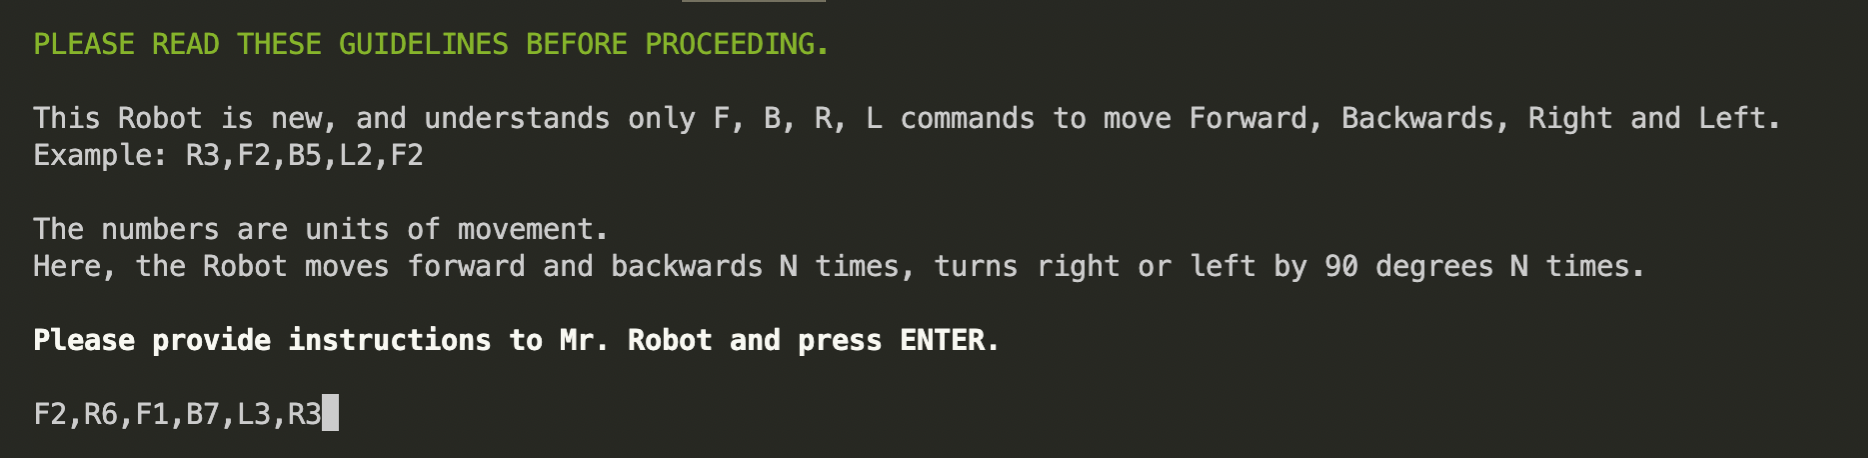 PLEASE READ THESE GUIDELINES BEFORE PROCEEDING.
This Robot is new, and understands only F, B, R, L commands to move Forward, Backwards, Right and Left.
Example: R3,F2,B5,L2,F2
The numbers are units of movement.
Here, the Robot moves forward and backwards N times, turns right or left by 90 degrees N times.
Please provide instructions to Mr. Robot and press ENTER.
F2,R6,F1,B7,L3,R3